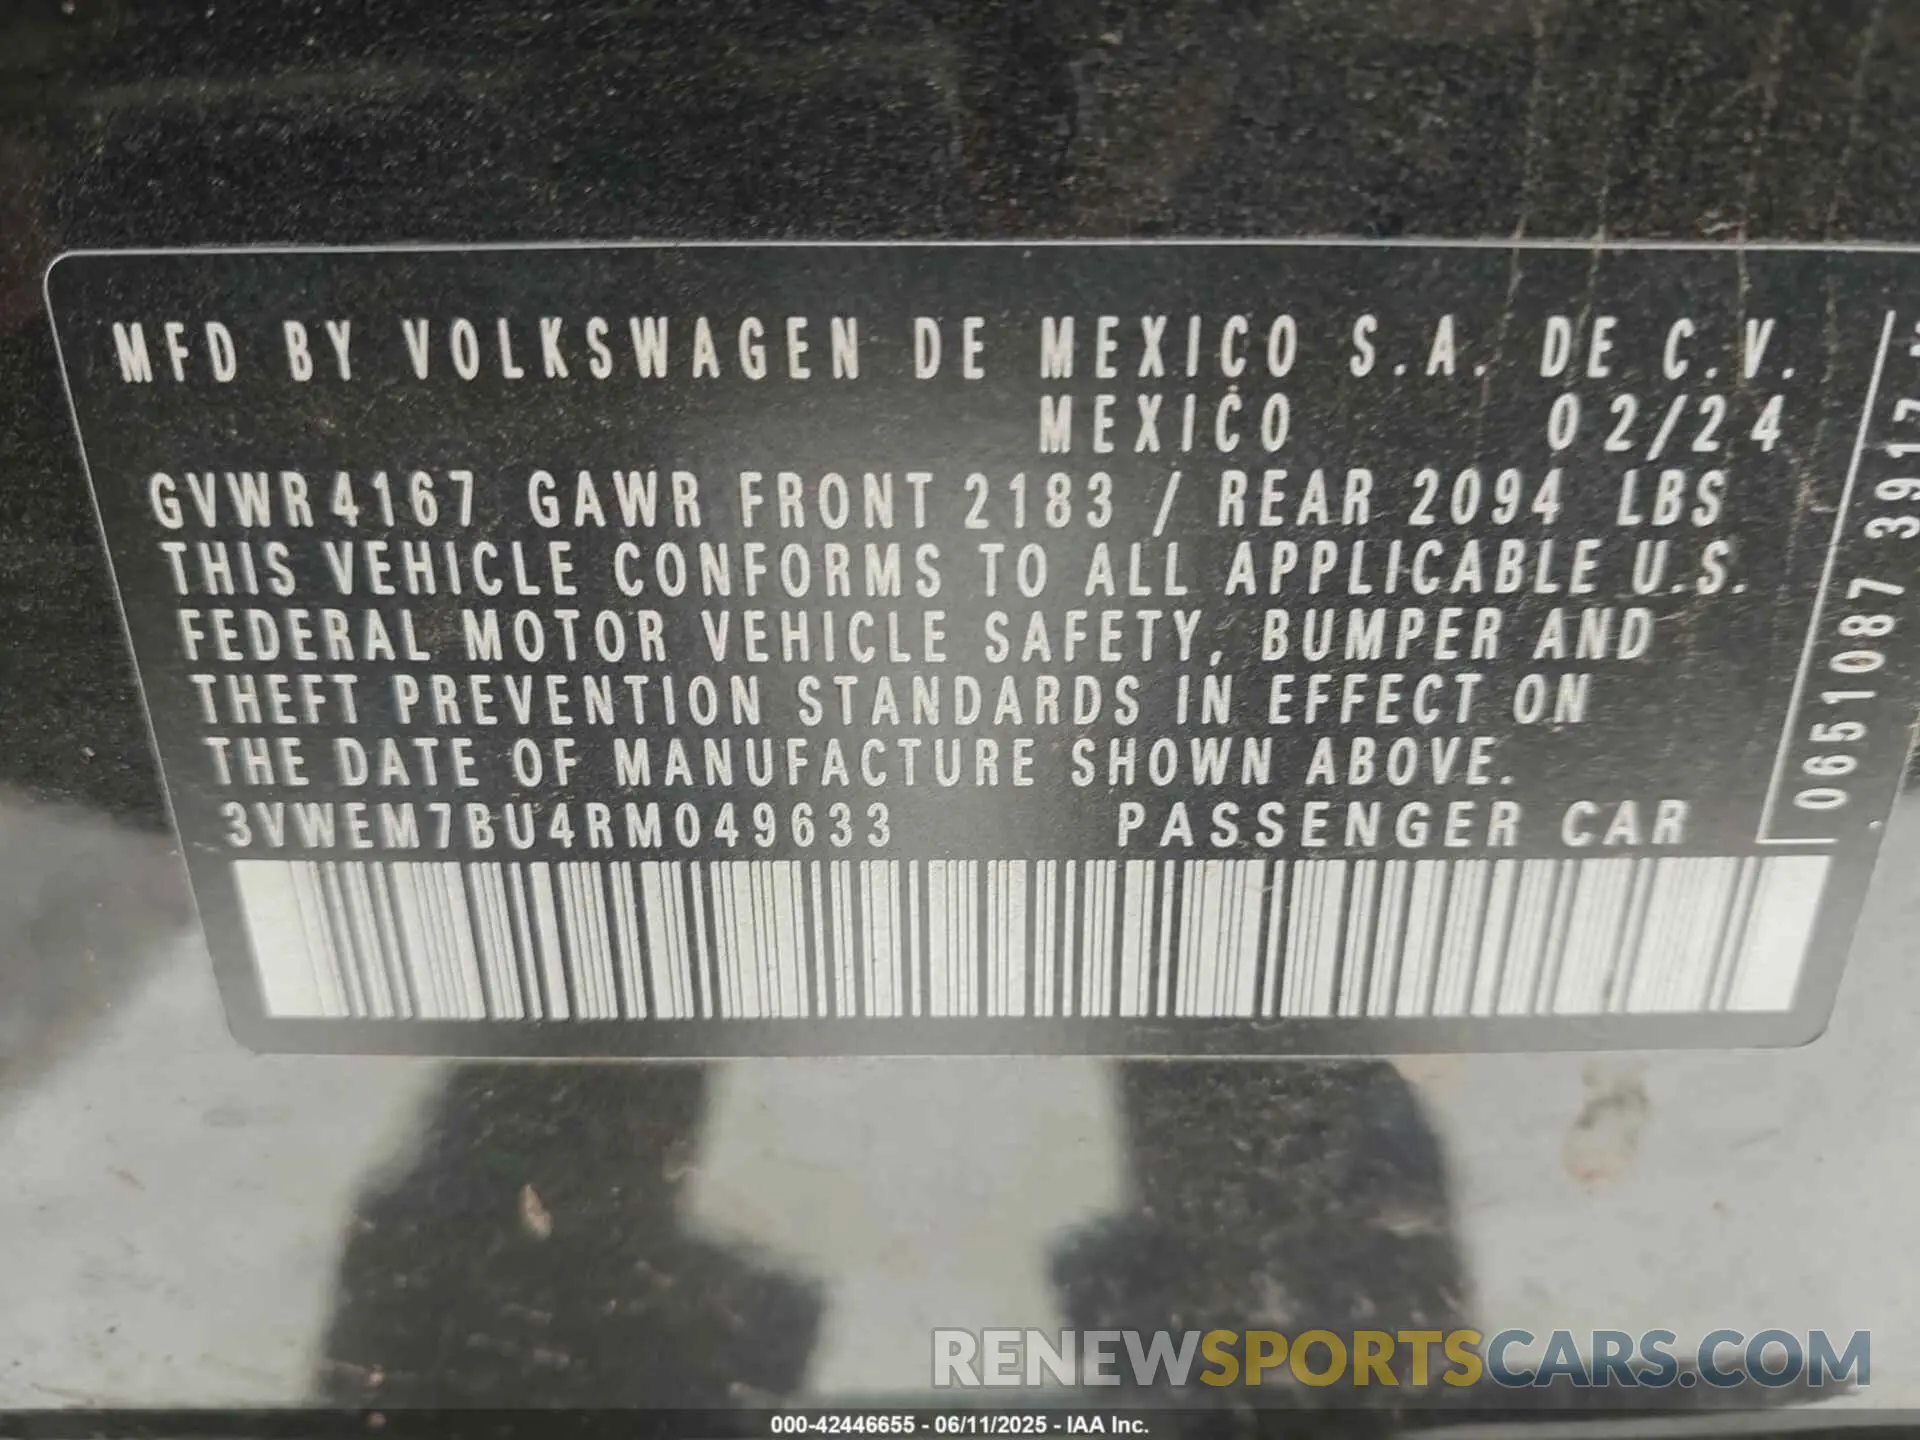 MFD BY VOLKSWAGEN DE MEXICO S.A. DE C.V.
MEXICO 02/24
GVWR 4167 GAWR FRONT 2183 / REAR 2094 LBS
THIS VEHICLE CONFORMS TO ALL APPLICABLE U.S.
FEDERAL MOTOR VEHICLE SAFETY, BUMPER AND
THEFT PREVENTION STANDARDS IN EFFECT ON
THE DATE OF MANUFACTURE SHOWN ABOVE.
3VWEM7BU4RM049633 PASSENGER CAR
0651087 3917
RENEWSPORTSCARS.COM
000-42446655 - 06/11/2025 - IAA Inc.